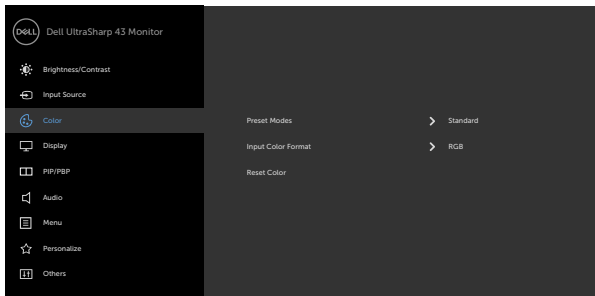 DELL
Dell UltraSharp 43 Monitor
Brightness/Contrast
Input Source
Color
Preset Modes
Standard
Display
Input Color Format
RGB
PIP/PBP
Reset Color
Audio
Menu
Personalize
Others